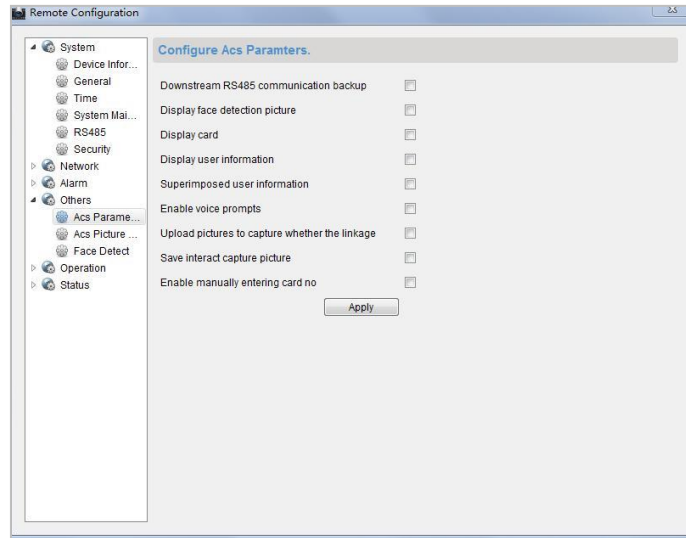 Remote Configuration
System
Device Infor...
General
Time
System Mai...
RS485
Security
Network
Alarm
Others
Acs Parame...
Acs Picture ...
Face Detect
Operation
Status
Configure Acs Paramters.
Downstream RS485 communication backup
Display face detection picture
Display card
Display user information
Superimposed user information
Enable voice prompts
Upload pictures to capture whether the linkage
Save interact capture picture
Enable manually entering card no
Apply